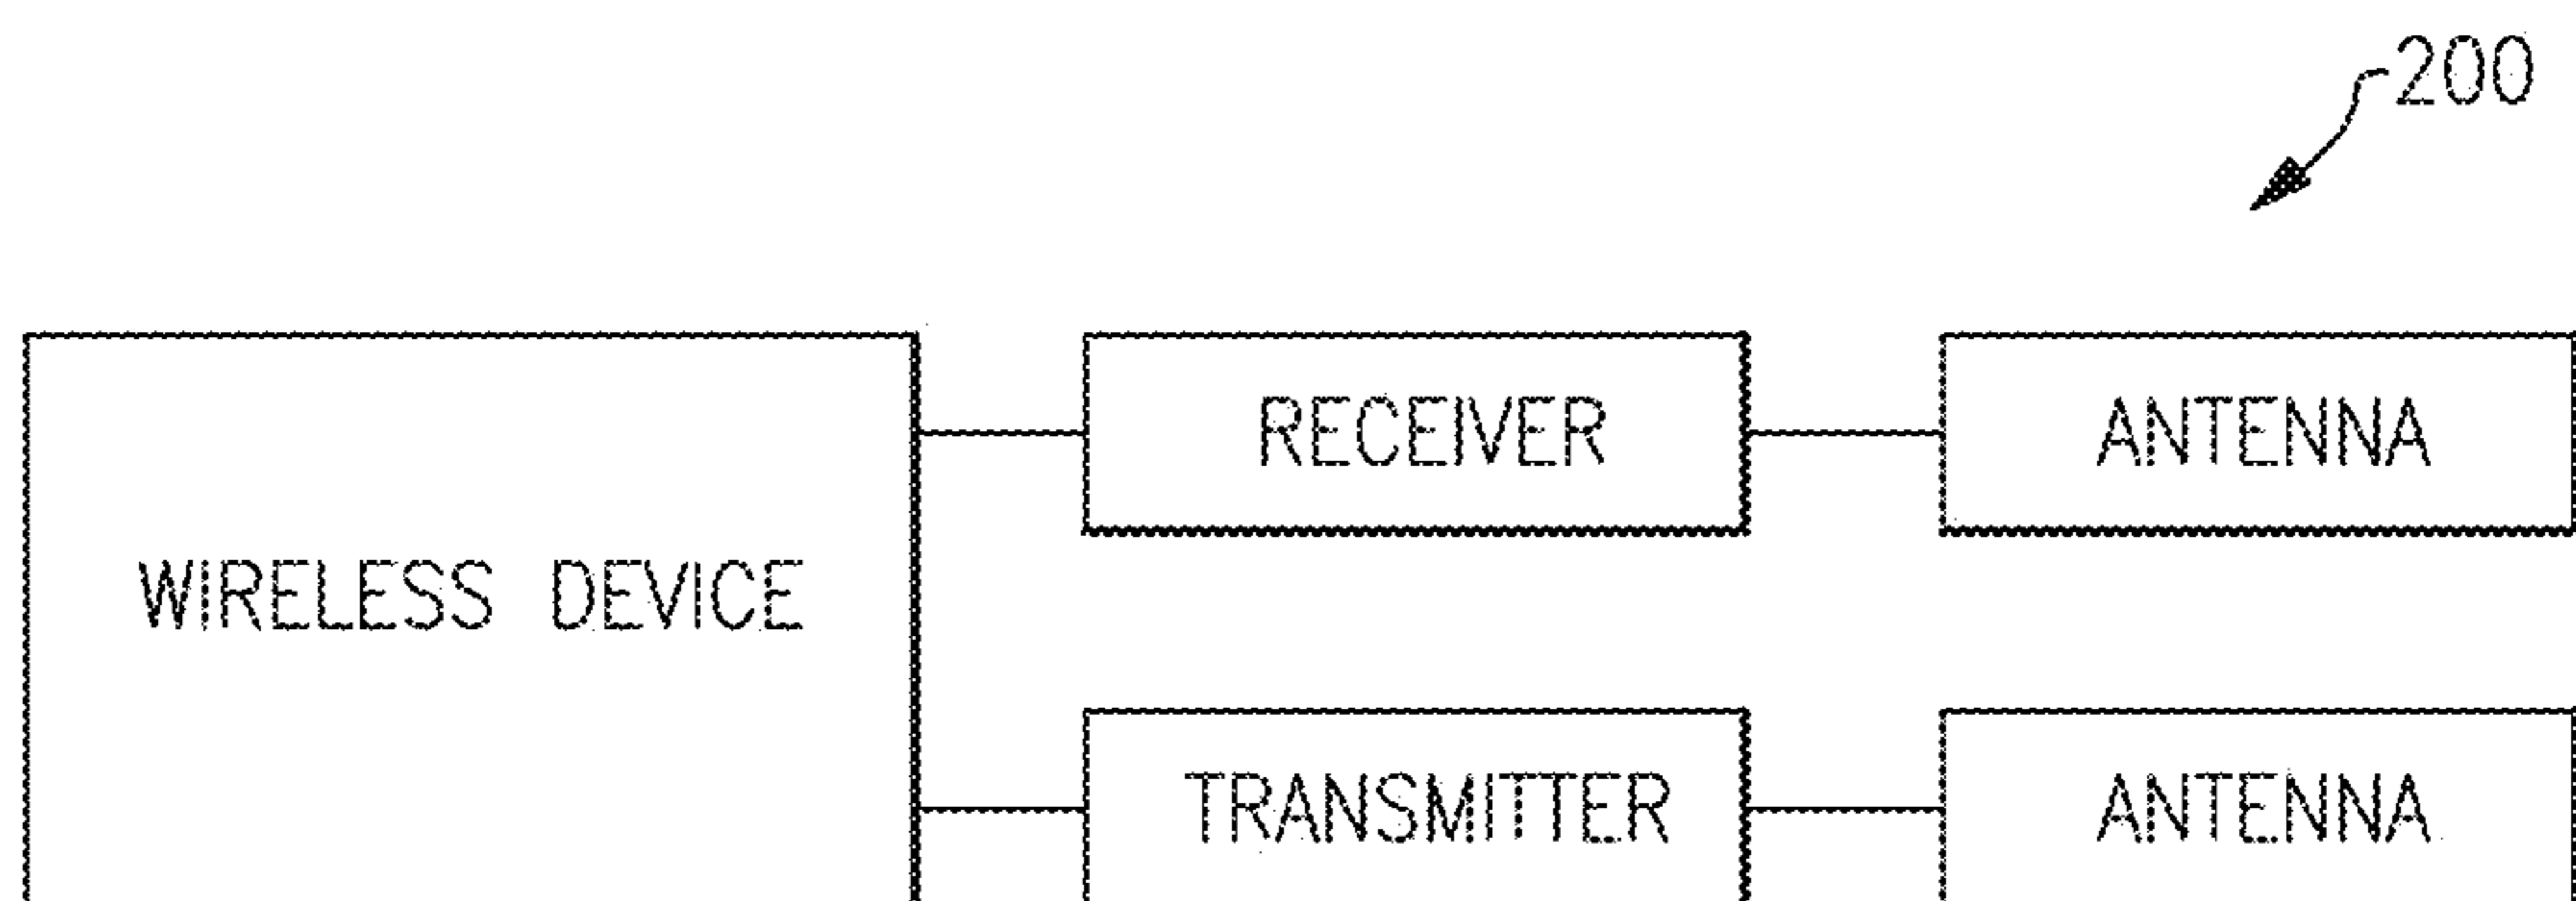 200
RECEIVER
ANTENNA
WIRELESS DEVICE
TRANSMITTER
ANTENNA